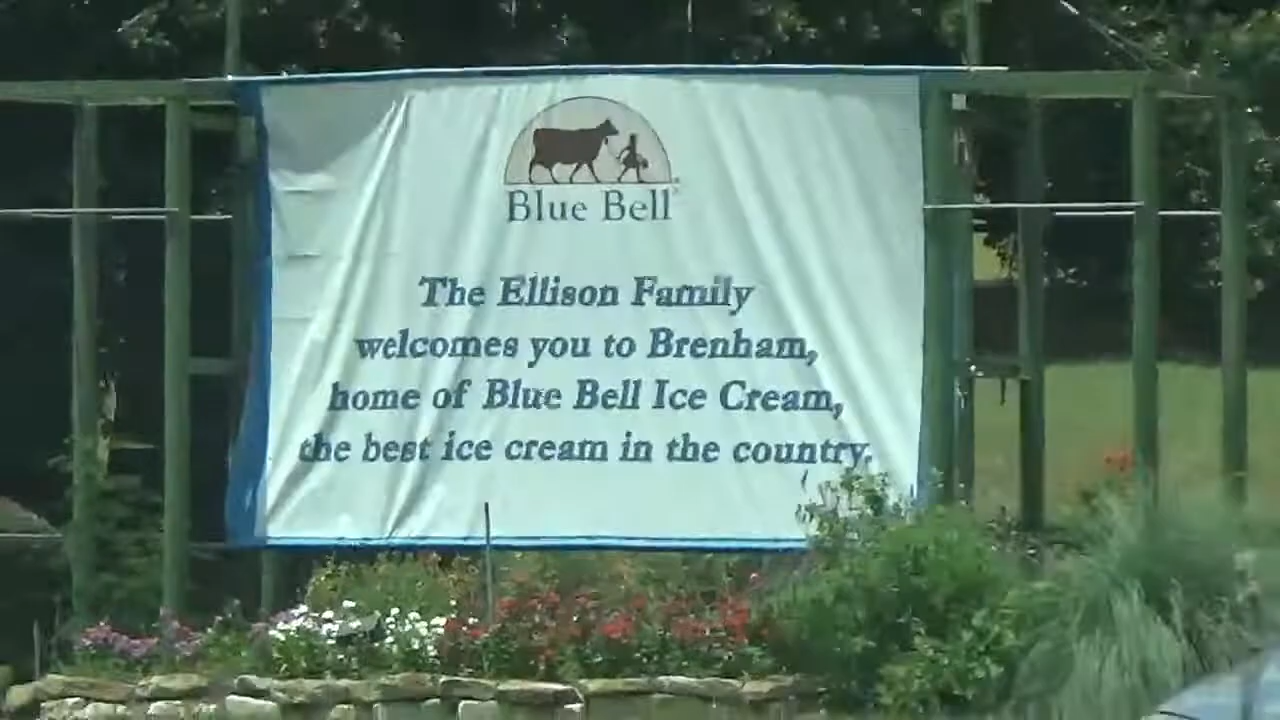 Blue Bell
The Ellison Family
welcomes you to Brenham,
home of Blue Bell Ice Cream,
the best ice cream in the country.